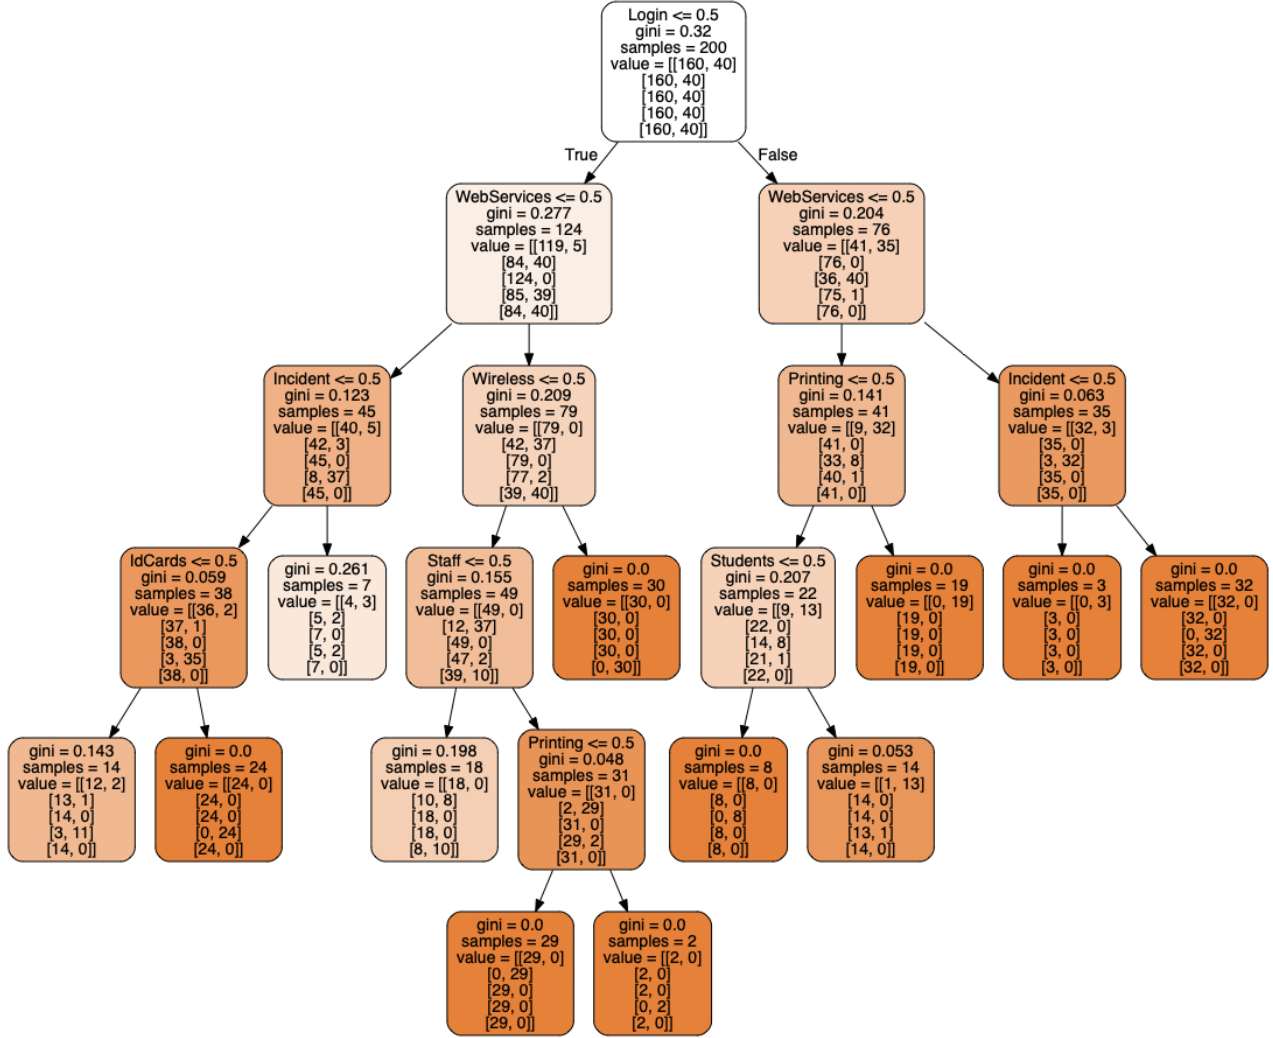 Login <= 0.5
gini = 0.32
samples = 200
value = [[160, 40]
[160, 40]
[160, 40]
[160, 40]
[160, 40]]
True
False
WebServices <= 0.5
gini = 0.277
samples = 124
value = [[119, 5]
[84, 40]
[124, 0]
[85, 39]
[84, 40]]
WebServices <= 0.5
gini = 0.204
samples = 76
value = [[41, 35]
[76, 0]
[36, 40]
[75, 1]
[76, 0]]
Incident <= 0.5
gini = 0.123
samples = 45
value = [[40, 5]
[42, 3]
[45, 0]
[8, 37]
[45, 0]]
Wireless <= 0.5
gini = 0.209
samples = 79
value = [[79, 0]
[42, 37]
[79, 0]
[77, 2]
[39, 40]]
Printing <= 0.5
gini = 0.141
samples = 41
value = [[9, 32]
[41, 0]
[33, 8]
[40, 1]
[41, 0]]
Incident <= 0.5
gini = 0.063
samples = 35
value = [[32, 3]
[35, 0]
[3, 32]
[35, 0]
[35, 0]]
IdCards <= 0.5
gini = 0.059
samples = 38
value = [[36, 2]
[37, 1]
[38, 0]
[3, 35]
[38, 0]]
gini = 0.261
samples = 7
value = [[4, 3]
[5, 2]
[7, 0]
[5, 2]
[7, 0]]
Staff <= 0.5
gini = 0.155
samples = 49
value = [[49, 0]
[12, 37]
[49, 0]
[47, 2]
[39, 10]]
gini = 0.0
samples = 30
value = [[30, 0]
[30, 0]
[30, 0]
[30, 0]
[0, 30]]
Students <= 0.5
gini = 0.207
samples = 22
value = [[9, 13]
[22, 0]
[14, 8]
[21, 1]
[22, 0]]
gini = 0.0
samples = 19
value = [[0, 19]
[19, 0]
[19, 0]
[19, 0]
[19, 0]]
gini = 0.0
samples = 3
value = [[0, 3]
[3, 0]
[3, 0]
[3, 0]
[3, 0]]
gini = 0.0
samples = 32
value = [[32, 0]
[32, 0]
[0, 32]
[32, 0]
[32, 0]]
gini = 0.143
samples = 14
value = [[12, 2]
[13, 1]
[14, 0]
[3, 11]
[14, 0]]
gini = 0.0
samples = 24
value = [[24, 0]
[24, 0]
[24, 0]
[0, 24]
[24, 0]]
gini = 0.198
samples = 18
value = [[18, 0]
[10, 8]
[18, 0]
[18, 0]
[8, 10]]
Printing <= 0.5
gini = 0.048
samples = 31
value = [[31, 0]
[2, 29]
[31, 0]
[29, 2]
[31, 0]]
gini = 0.0
samples = 8
value = [[8, 0]
[8, 0]
[0, 8]
[8, 0]
[8, 0]]
gini = 0.053
samples = 14
value = [[1, 13]
[14, 0]
[14, 0]
[13, 1]
[14, 0]]
gini = 0.0
samples = 29
value = [[29, 0]
[0, 29]
[29, 0]
[29, 0]
[29, 0]]
gini = 0.0
samples = 2
value = [[2, 0]
[2, 0]
[2, 0]
[0, 2]
[2, 0]]